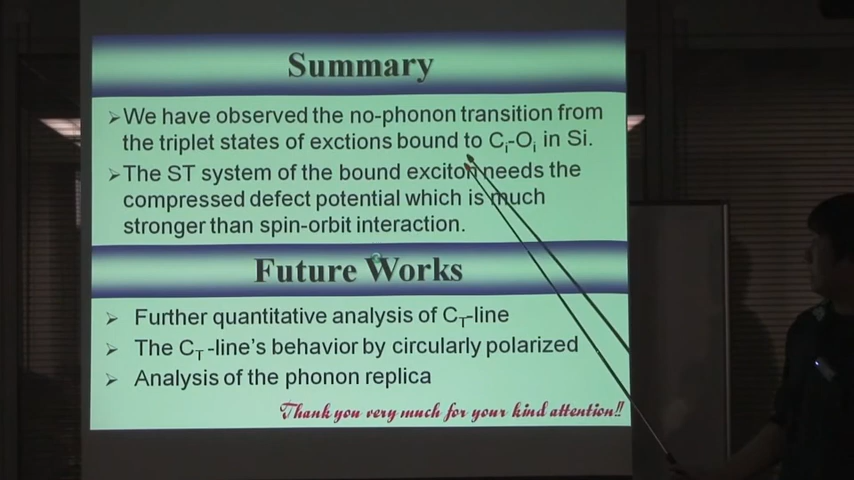 Summary
➢We have observed the no-phonon transition from
the triplet states of exctions bound to Ci-Oi in Si.
➢The ST system of the bound exciton needs the
compressed defect potential which is much
stronger than spin-orbit interaction.
Future Works
➢ Further quantitative analysis of CT-line
➢ The CT-line's behavior by circularly polarized
➢ Analysis of the phonon replica
Thank you very much for your kind attention!!